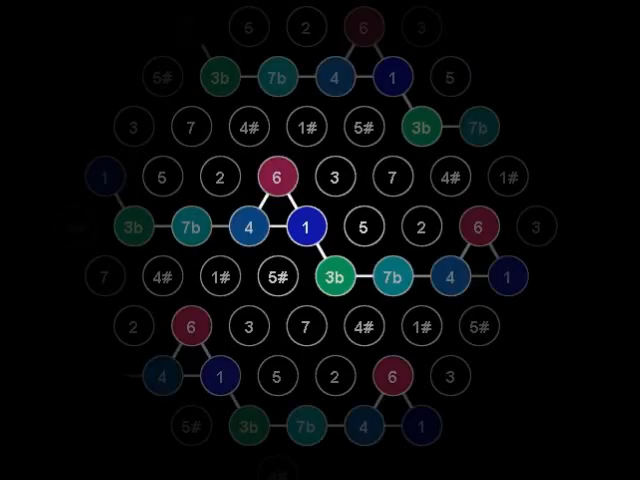 5 2 6 3
5# 3b 7b 4 1 5
3 7 4# 1# 5# 3b 7b
1 5 2 6 3 7 4# 1#
3b 7b 4 1 5 2 6 3
7 4# 1# 5# 3b 7b 4 1
2 6 3 7 4# 1# 5#
4 1 5 2 6 3
5# 3b 7b 4 1